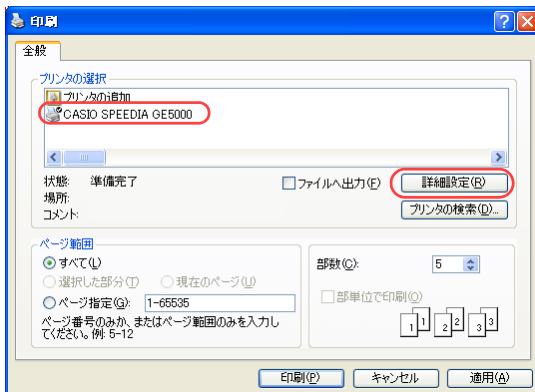 印刷
全般
プリンタの選択
プリンタの追加
CASIO SPEEDIA GE5000
状態: 準備完了
場所:
コメント:
ファイルへ出力(F)
詳細設定(R)
プリンタの検索(D)...
ページ範囲
すべて(L)
選択した部分(T) 現在のページ(U)
ページ指定(G): 1-65535
ページ番号のみか、またはページ範囲のみを入力し
てください。例: 5-12
部数(C): 5
部単位で印刷(O)
1 1 2 2 3 3
印刷(P) キャンセル 適用(A)